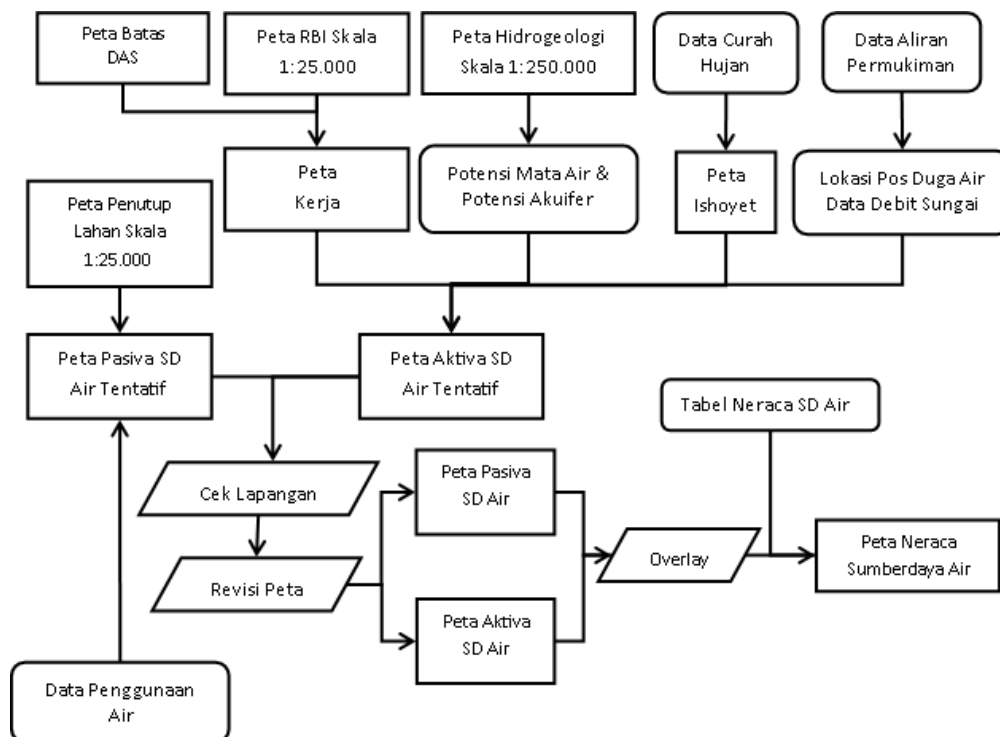 Peta Batas
DAS
Peta RBI Skala
1:25.000
Peta Hidrogeologi
Skala 1:250.000
Data Curah
Hujan
Data Aliran
Permukiman
Peta
Kerja
Potensi Mata Air &
Potensi Akuifer
Peta
Ishoyet
Lokasi Pos Duga Air
Data Debit Sungai
Peta Penutup
Lahan Skala
1:25.000
Peta Pasiva SD
Air Tentatif
Peta Aktiva SD
Air Tentatif
Tabel Neraca SD Air
Cek Lapangan
Peta Pasiva
SD Air
Revisi Peta
Overlay
Peta Neraca
Sumberdaya Air
Peta Aktiva
SD Air
Data Penggunaan
Air